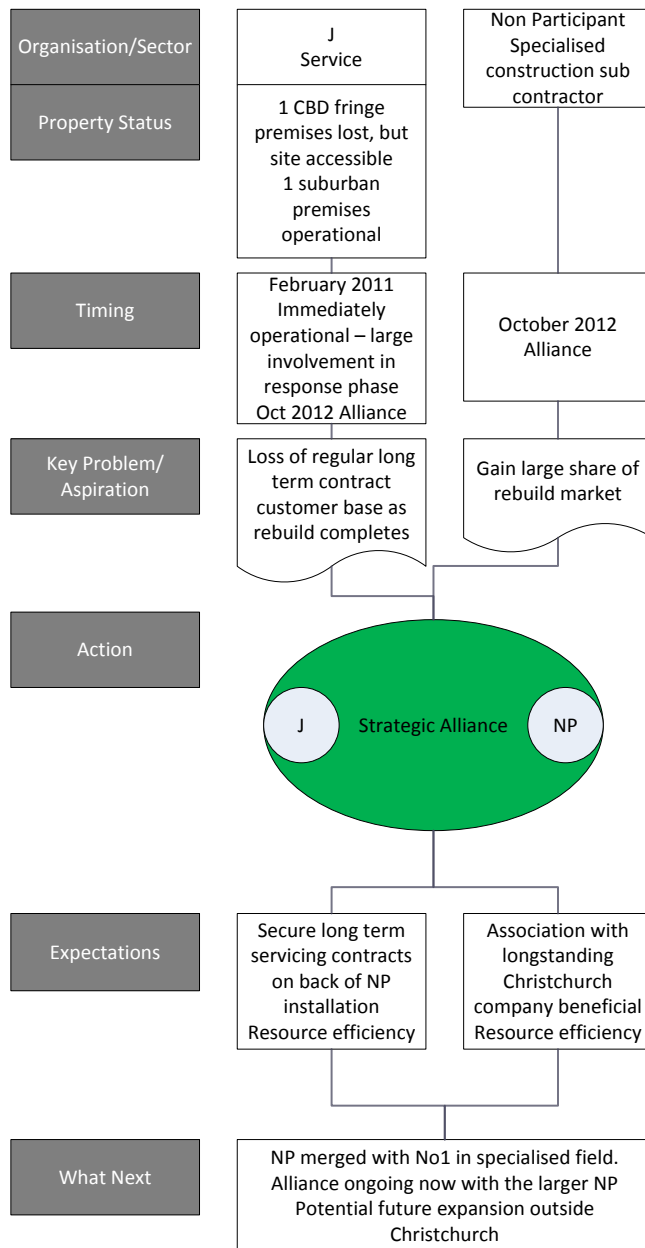 Organisation/Sector
J
Service
Non Participant
Specialised
construction sub
contractor
Property Status
1 CBD fringe
premises lost, but
site accessible
1 suburban
premises
operational
Timing
February 2011
Immediately
operational – large
involvement in
response phase
Oct 2012 Alliance
October 2012
Alliance
Key Problem/
Aspiration
Loss of regular long
term contract
customer base as
rebuild completes
Gain large share of
rebuild market
Action
J
Strategic Alliance
NP
Expectations
Secure long term
servicing contracts
on back of NP
installation
Resource efficiency
Association with
longstanding
Christchurch
company beneficial
Resource efficiency
What Next
NP merged with No1 in specialised field.
Alliance ongoing now with the larger NP
Potential future expansion outside
Christchurch